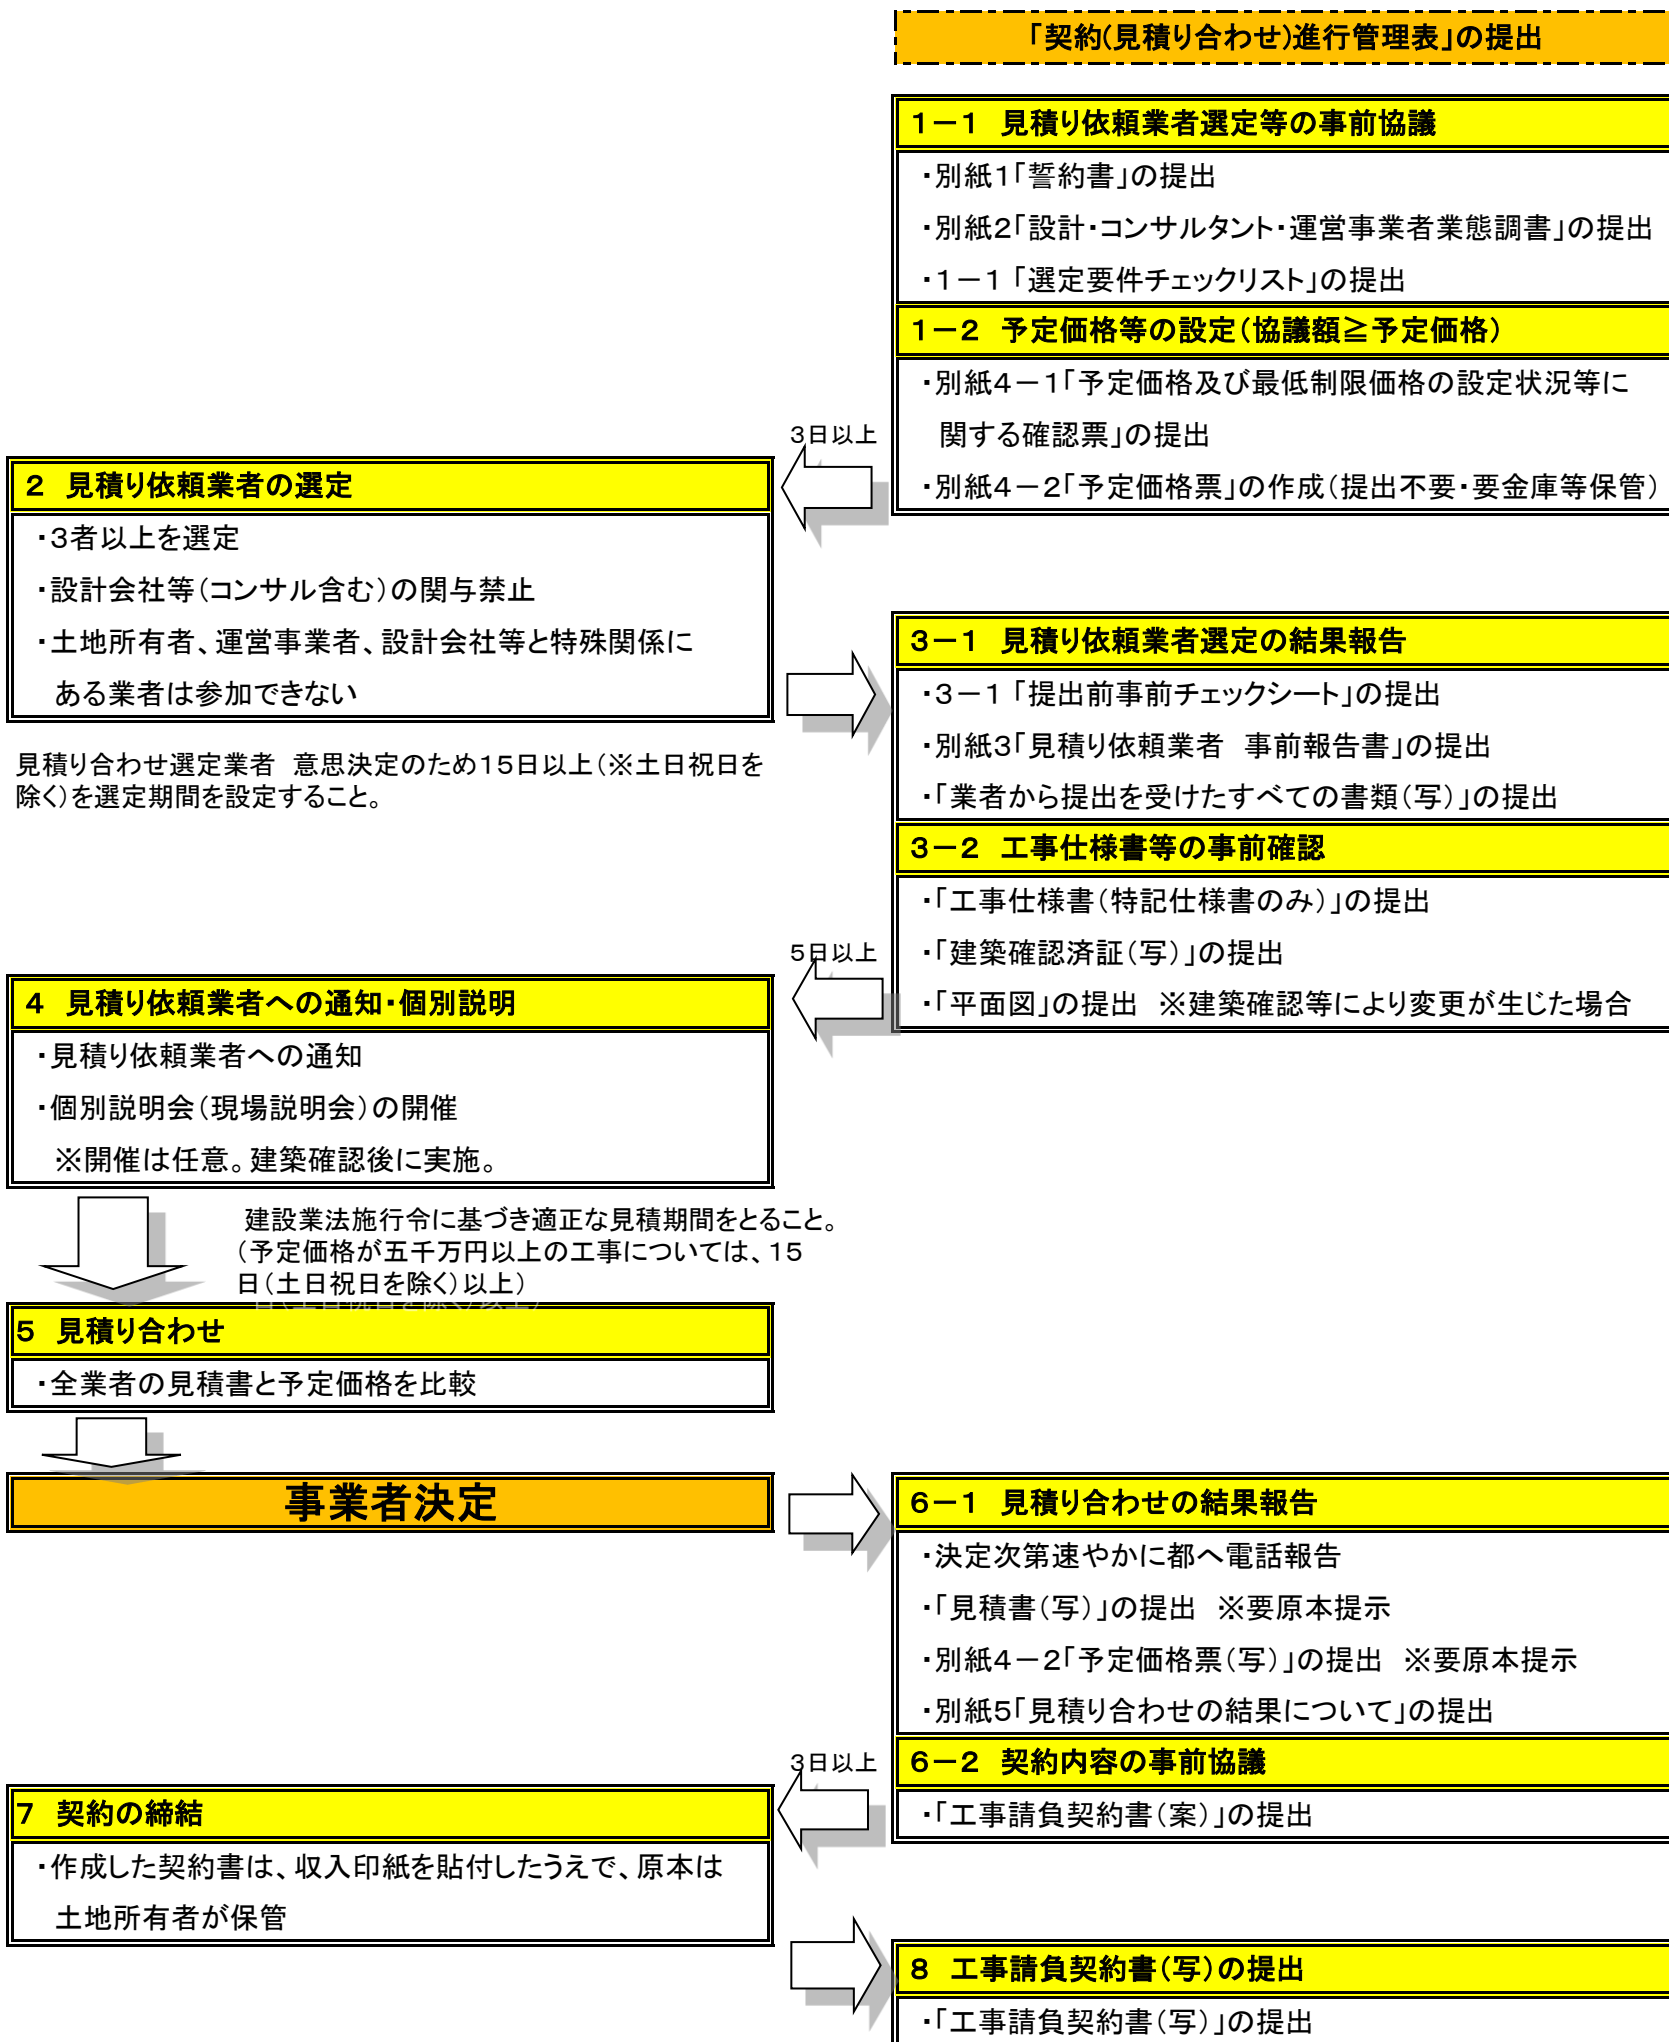 「契約(見積り合わせ)進行管理表」の提出
1－1　見積り依頼業者選定等の事前協議
・別紙1「誓約書」の提出
・別紙2「設計・コンサルタント・運営事業者業態調書」の提出
・1－1「選定要件チェックリスト」の提出
1－2　予定価格等の設定（協議額≧予定価格）
・別紙4－1「予定価格及び最低制限価格の設定状況等に
関する確認票」の提出
・別紙4－2「予定価格票」の作成（提出不要・要金庫等保管）
3日以上
2　見積り依頼業者の選定
・3者以上を選定
・設計会社等（コンサル含む）の関与禁止
・土地所有者、運営事業者、設計会社等と特殊関係に
ある業者は参加できない
見積り合わせ選定業者　意思決定のため15日以上（※土日祝日を
除く）を選定期間を設定すること。
3－1　見積り依頼業者選定の結果報告
・3－1「提出前事前チェックシート」の提出
・別紙3「見積り依頼業者　事前報告書」の提出
・「業者から提出を受けたすべての書類（写）」の提出
3－2　工事仕様書等の事前確認
・「工事仕様書（特記仕様書のみ）」の提出
・「建築確認済証（写）」の提出
・「平面図」の提出　※建築確認等により変更が生じた場合
5日以上
4　見積り依頼業者への通知・個別説明
・見積り依頼業者への通知
・個別説明会（現場説明会）の開催
※開催は任意。建築確認後に実施。
建設業法施行令に基づき適正な見積期間をとること。
（予定価格が五千万円以上の工事については、15
日（土日祝日を除く）以上）
5　見積り合わせ
・全業者の見積書と予定価格を比較
事業者決定
6－1　見積り合わせの結果報告
・決定次第速やかに都へ電話報告
・「見積書（写）」の提出　※要原本提示
・別紙4－2「予定価格票（写）」の提出　※要原本提示
・別紙5「見積り合わせの結果について」の提出
6－2　契約内容の事前協議
・「工事請負契約書（案）」の提出
3日以上
7　契約の締結
・作成した契約書は、収入印紙を貼付したうえで、原本は
土地所有者が保管
8　工事請負契約書（写）の提出
・「工事請負契約書（写）」の提出